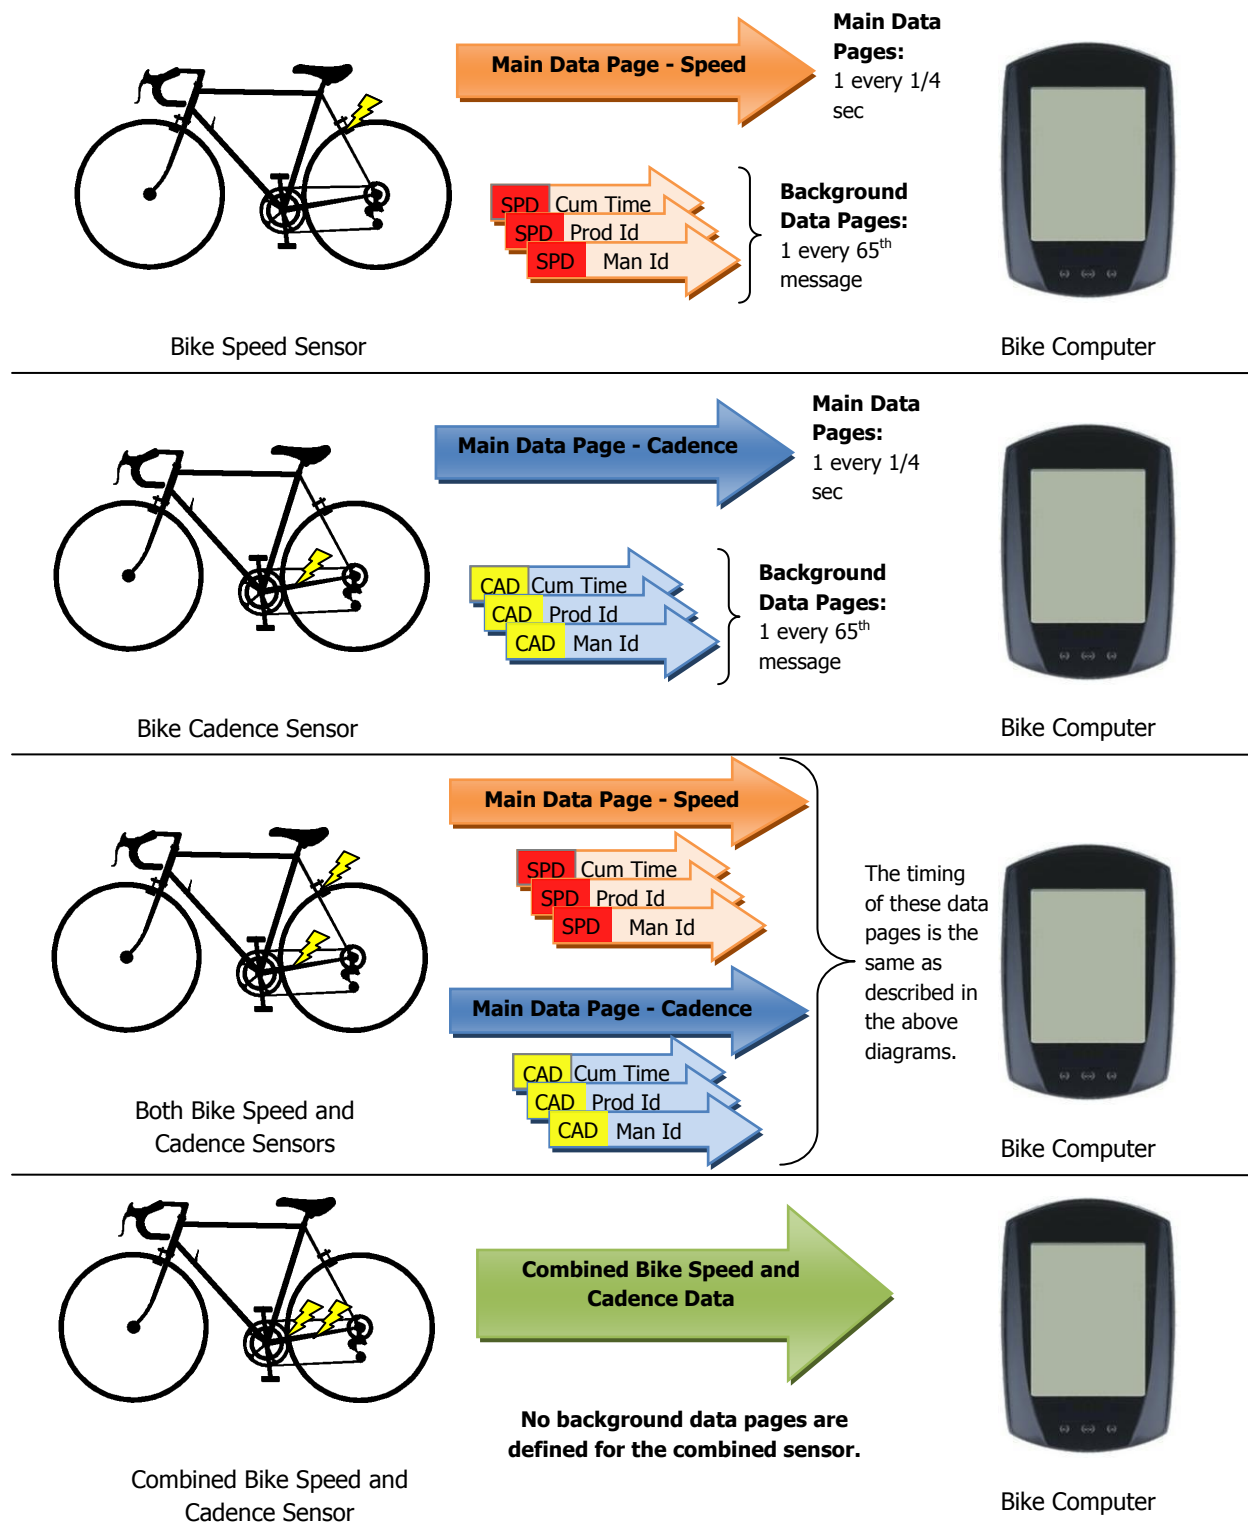 Main Data Page - Speed
Main Data
Pages:
1 every 1/4
sec
SPD Cum Time
SPD Prod Id
SPD Man Id
Background
Data Pages:
1 every 65th
message
Bike Speed Sensor
Bike Computer
Main Data Page - Cadence
Main Data
Pages:
1 every 1/4
sec
CAD Cum Time
CAD Prod Id
CAD Man Id
Background
Data Pages:
1 every 65th
message
Bike Cadence Sensor
Bike Computer
Main Data Page - Speed
SPD Cum Time
SPD Prod Id
SPD Man Id
Main Data Page - Cadence
CAD Cum Time
CAD Prod Id
CAD Man Id
The timing
of these data
pages is the
same as
described in
the above
diagrams.
Both Bike Speed and
Cadence Sensors
Bike Computer
Combined Bike Speed and
Cadence Data
No background data pages are
defined for the combined sensor.
Combined Bike Speed and
Cadence Sensor
Bike Computer